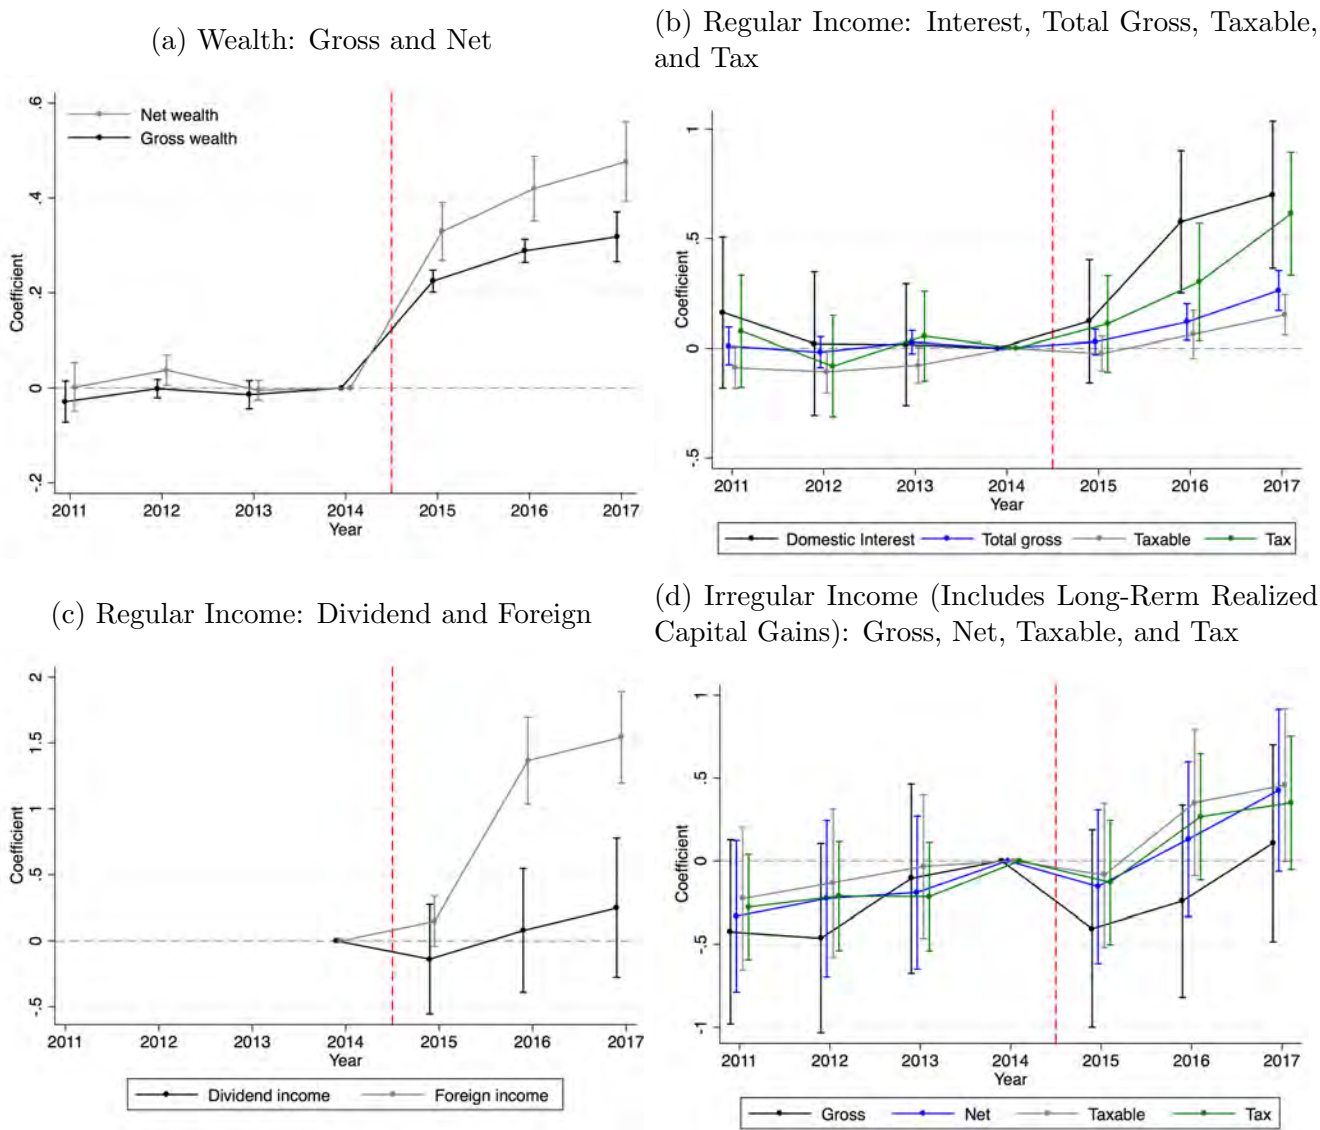 (a) Wealth: Gross and Net
.6
.4
.2
0
-.2
Coefficient
Net wealth
Gross wealth
2011 2012 2013 2014 2015 2016 2017
Year
(b) Regular Income: Interest, Total Gross, Taxable,
and Tax
1
.5
0
-.5
Coefficient
2011 2012 2013 2014 2015 2016 2017
Year
Domestic Interest Total gross Taxable Tax
(c) Regular Income: Dividend and Foreign
2
1.5
1
.5
0
-.5
Coefficient
2011 2012 2013 2014 2015 2016 2017
Year
Dividend income Foreign income
(d) Irregular Income (Includes Long-Rerm Realized
Capital Gains): Gross, Net, Taxable, and Tax
1
.5
0
-.5
-1
Coefficient
2011 2012 2013 2014 2015 2016 2017
Year
Gross Net Taxable Tax